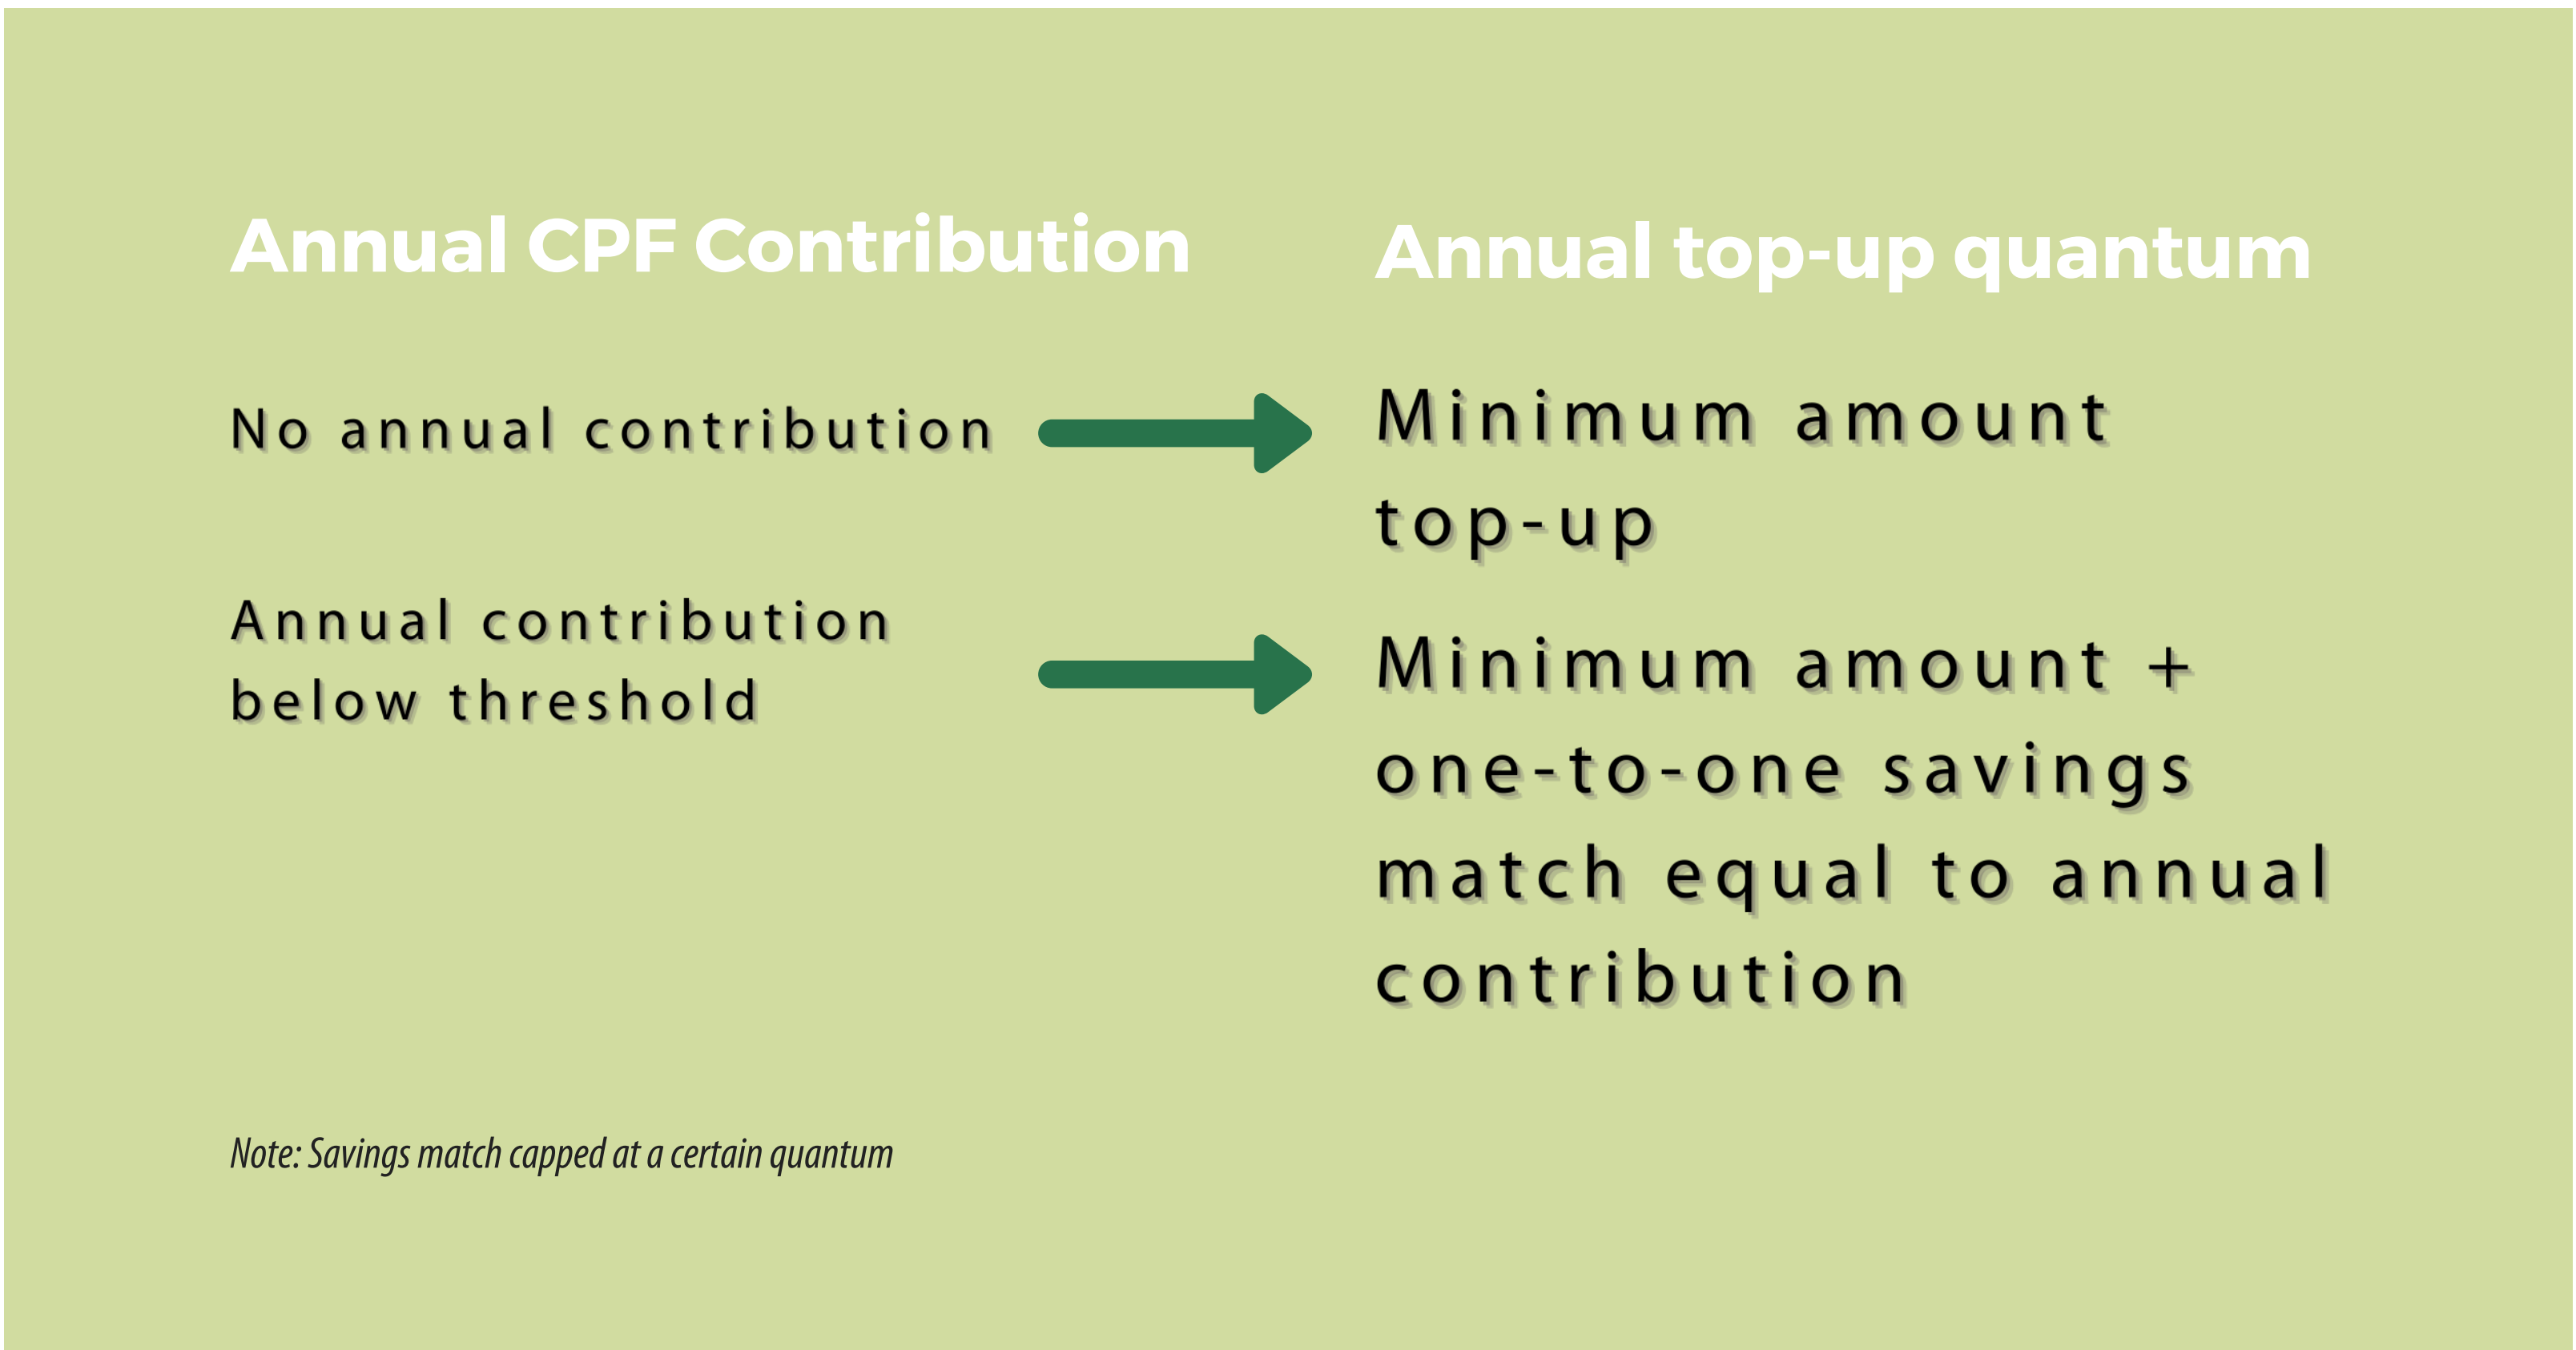 Annual CPF Contribution
Annual top-up quantum
No annual contribution
Minimum amount
top-up
Annual contribution
below threshold
Minimum amount +
one-to-one savings
match equal to annual
contribution
Note: Savings match capped at a certain quantum